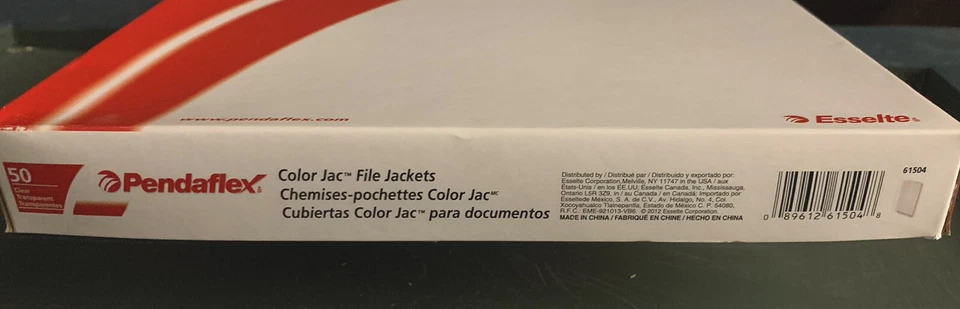 www.pendaflex.com
Esselte
50
Clear
Transparent
Transparentes
Pendaflex
Color Jac™ File Jackets
Chemises-pochettes Color Jac MC
Cubiertas Color Jac™ para documentos
Distributed by / Distribué par / Distribuido y exportado por:
Esselte Corporation, Melville, NY 11747 in the USA / aux
États-Unis / en los EE.UU; Esselte Canada, Inc., Mississauga,
Ontario L5R 3Z9, in / au Canada / en Canadá: Importado por
Esseltede México, S. A. de C.V., Av. Hidalgo, No. 4, Col
Xocoyahualco Tlalnepantla, Estado de México C. P. 54080,
R.F.C.: EME-921013-VB6. © 2012 Esselte Corporation.
MADE IN CHINA / FABRIQUÉ EN CHINE / HECHO EN CHINA
61504
0 89612 61504 8